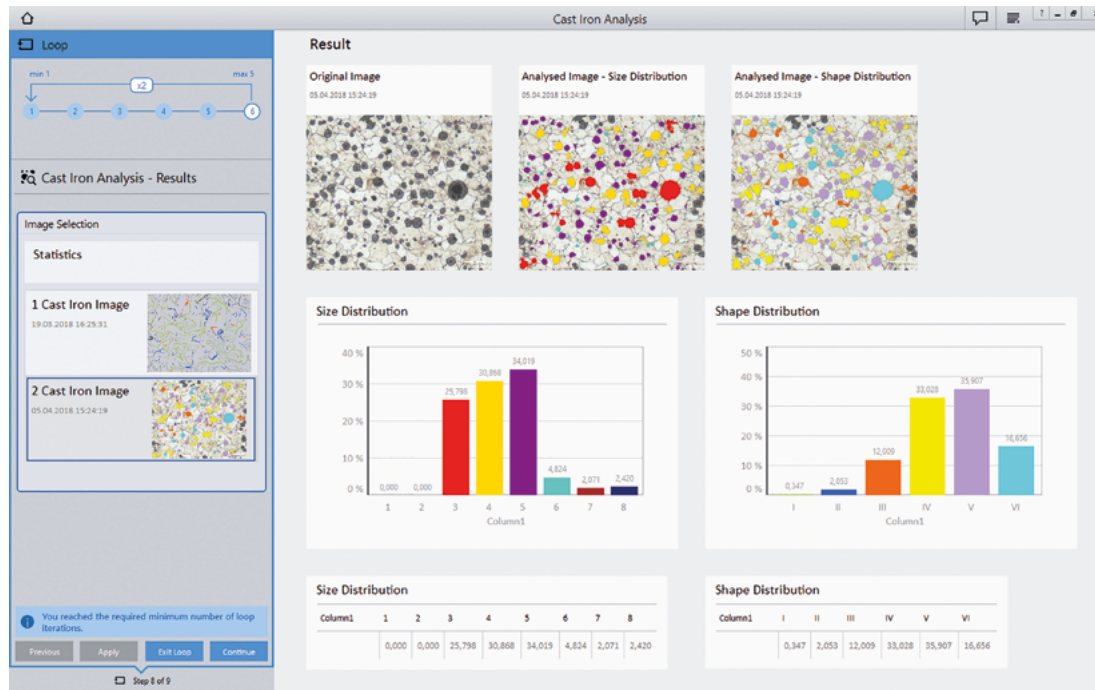 Cast Iron Analysis
?
Loop
min 1
max 5
x2
1 2 3 4 5 6
Cast Iron Analysis - Results
Image Selection
Statistics
1 Cast Iron Image
19.03.2018 16:25:31
2 Cast Iron Image
05.04.2018 15:24:19
You reached the required minimum number of loop
iterations.
Previous Apply Exit Loop Continue
Step 8 of 9
Result
Original Image
05.04.2018 15:24:19
Analysed Image - Size Distribution
05.04.2018 15:24:19
Analysed Image - Shape Distribution
05.04.2018 15:24:19
Size Distribution
40 %
30 %
20 %
10 %
0 %
0,000 0,000 25,798 30,868 34,019 4,824 2,071 2,420
1 2 3 4 5 6 7 8
Column1
Shape Distribution
50 %
40 %
30 %
20 %
10 %
0 %
0,347 2,053 12,009 33,028 35,907 16,656
I II III IV V VI
Column1
Size Distribution
Column1 1 2 3 4 5 6 7 8
0,000 0,000 25,798 30,868 34,019 4,824 2,071 2,420
Shape Distribution
Column1 I II III IV V VI
0,347 2,053 12,009 33,028 35,907 16,656